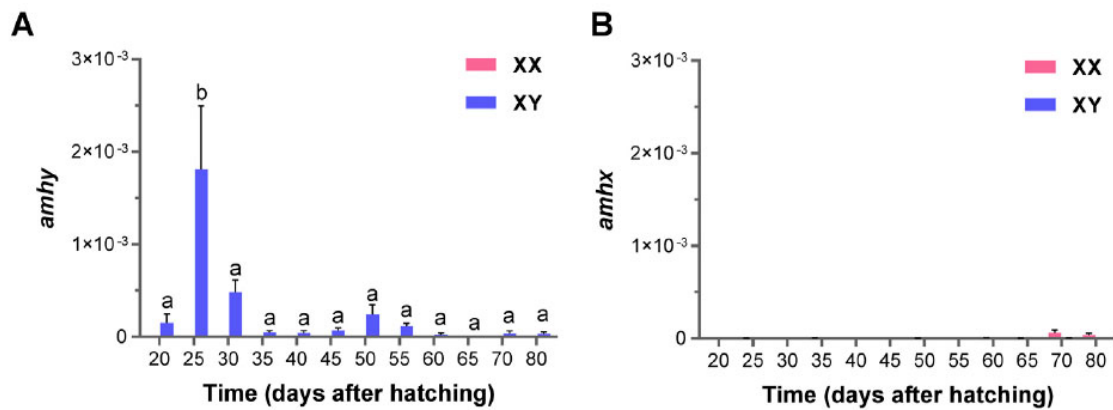 A
amhy
3×10⁻³
2×10⁻³
1×10⁻³
0
XX
XY
a b a a a a a a a a a a
20 25 30 35 40 45 50 55 60 65 70 80
Time (days after hatching)
B
amhx
3×10⁻³
2×10⁻³
1×10⁻³
0
XX
XY
20 25 30 35 40 45 50 55 60 65 70 80
Time (days after hatching)